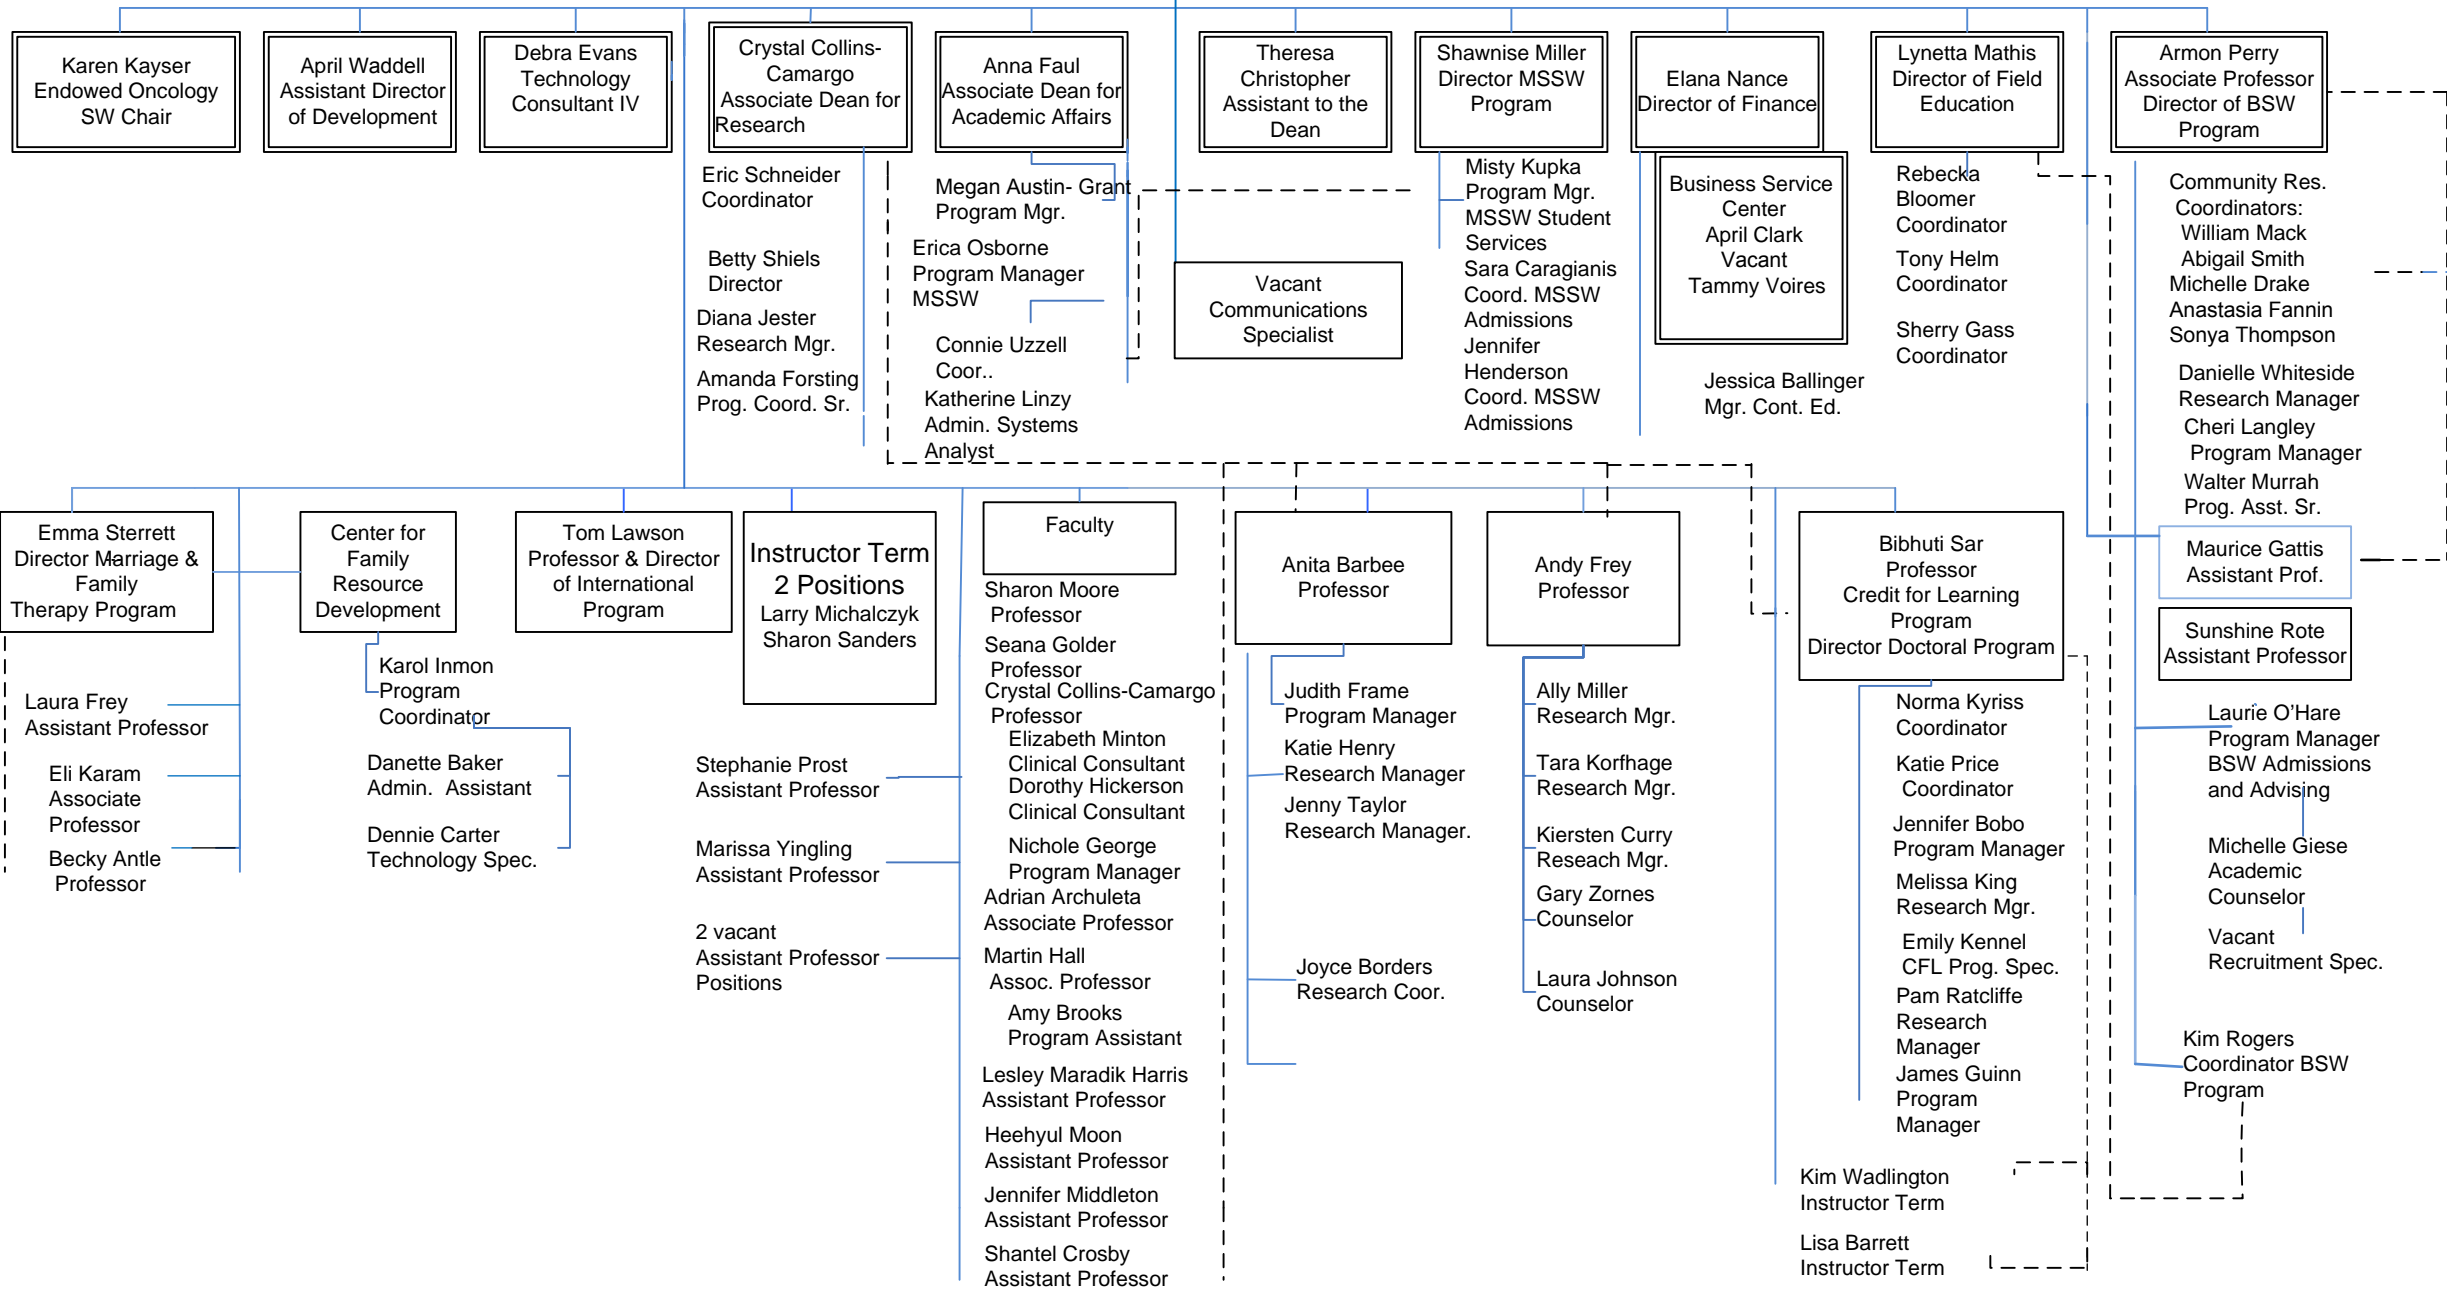 Karen Kayser
Endowed Oncology
SW Chair
April Waddell
Assistant Director
of Development
Debra Evans
Technology
Consultant IV
Crystal Collins-
Camargo
Associate Dean for
Research
Anna Faul
Associate Dean for
Academic Affairs
Theresa
Christopher
Assistant to the
Dean
Shawnise Miller
Director MSSW
Program
Elana Nance
Director of Finance
Lynetta Mathis
Director of Field
Education
Armon Perry
Associate Professor
Director of BSW
Program
Eric Schneider
Coordinator
Betty Shiels
Director
Diana Jester
Research Mgr.
Amanda Forsting
Prog. Coord. Sr.
Megan Austin- Grant
Program Mgr.
Erica Osborne
Program Manager
MSSW
Connie Uzzell
Coor..
Katherine Linzy
Admin. Systems
Analyst
Vacant
Communications
Specialist
Misty Kupka
Program Mgr.
MSSW Student
Services
Sara Caragianis
Coord. MSSW
Admissions
Jennifer
Henderson
Coord. MSSW
Admissions
Business Service
Center
April Clark
Vacant
Tammy Voires
Jessica Ballinger
Mgr. Cont. Ed.
Rebecka
Bloomer
Coordinator
Tony Helm
Coordinator
Sherry Gass
Coordinator
Community Res.
Coordinators:
William Mack
Abigail Smith
Michelle Drake
Anastasia Fannin
Sonya Thompson
Danielle Whiteside
Research Manager
Cheri Langley
Program Manager
Walter Murrah
Prog. Asst. Sr.
Maurice Gattis
Assistant Prof.
Sunshine Rote
Assistant Professor
Laurie O'Hare
Program Manager
BSW Admissions
and Advising
Michelle Giese
Academic
Counselor
Vacant
Recruitment Spec.
Kim Rogers
Coordinator BSW
Program
Emma Sterrett
Director Marriage &
Family
Therapy Program
Laura Frey
Assistant Professor
Eli Karam
Associate
Professor
Becky Antle
Professor
Center for
Family
Resource
Development
Karol Inmon
Program
Coordinator
Danette Baker
Admin. Assistant
Dennie Carter
Technology Spec.
Tom Lawson
Professor & Director
of International
Program
Instructor Term
2 Positions
Larry Michalczyk
Sharon Sanders
Stephanie Prost
Assistant Professor
Marissa Yingling
Assistant Professor
2 vacant
Assistant Professor
Positions
Faculty
Sharon Moore
Professor
Seana Golder
Professor
Crystal Collins-Camargo
Professor
Elizabeth Minton
Clinical Consultant
Dorothy Hickerson
Clinical Consultant
Nichole George
Program Manager
Adrian Archuleta
Associate Professor
Martin Hall
Assoc. Professor
Amy Brooks
Program Assistant
Lesley Maradik Harris
Assistant Professor
Heehyul Moon
Assistant Professor
Jennifer Middleton
Assistant Professor
Shantel Crosby
Assistant Professor
Anita Barbee
Professor
Judith Frame
Program Manager
Katie Henry
Research Manager
Jenny Taylor
Research Manager.
Joyce Borders
Research Coor.
Andy Frey
Professor
Ally Miller
Research Mgr.
Tara Korfhage
Research Mgr.
Kiersten Curry
Reseach Mgr.
Gary Zornes
Counselor
Laura Johnson
Counselor
Bibhuti Sar
Professor
Credit for Learning
Program
Director Doctoral Program
Norma Kyriss
Coordinator
Katie Price
Coordinator
Jennifer Bobo
Program Manager
Melissa King
Research Mgr.
Emily Kennel
CFL Prog. Spec.
Pam Ratcliffe
Research
Manager
James Guinn
Program
Manager
Kim Wadlington
Instructor Term
Lisa Barrett
Instructor Term